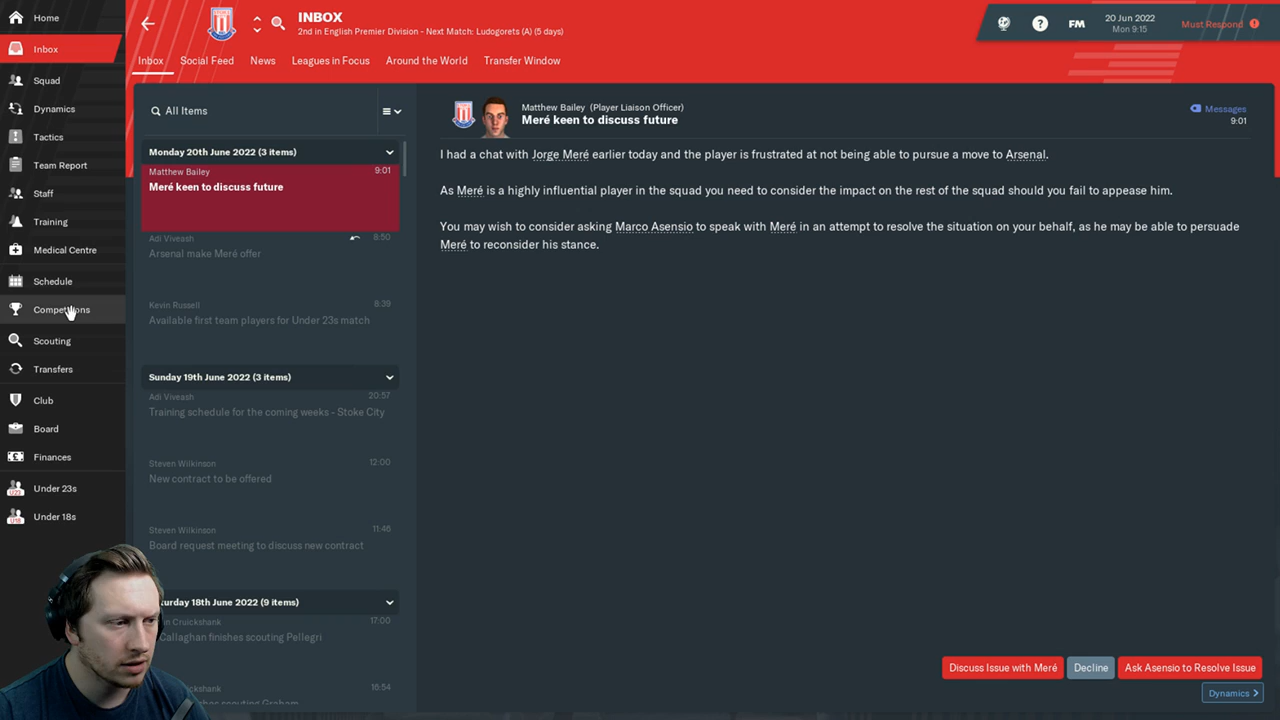 Home
INBOX
2nd in English Premier Division - Next Match: Ludogorets (A) (5 days)
FM
20 Jun 2022
Mon 9:15
Must Respond
Inbox
Inbox
Social Feed
News
Leagues in Focus
Around the World
Transfer Window
Squad
Dynamics
Tactics
Team Report
Staff
Training
Medical Centre
Schedule
Competitions
Scouting
Transfers
Club
Board
Finances
U23
Under 23s
U18
Under 18s
All Items
Monday 20th June 2022 (3 items)
Matthew Bailey
9:01
Meré keen to discuss future
Adi Viveash
8:50
Arsenal make Meré offer
Kevin Russell
8:39
Available first team players for Under 23s match
Sunday 19th June 2022 (3 items)
Adi Viveash
20:57
Training schedule for the coming weeks - Stoke City
Steven Wilkinson
12:00
New contract to be offered
Steven Wilkinson
11:46
Board request meeting to discuss new contract
turday 18th June 2022 (9 items)
n Cruickshank
17:00
Callaghan finishes scouting Pellegri
uickshank
16:54
hes scouting Graham
Matthew Bailey (Player Liaison Officer)
Meré keen to discuss future
Messages
9:01
I had a chat with Jorge Meré earlier today and the player is frustrated at not being able to pursue a move to Arsenal.
As Meré is a highly influential player in the squad you need to consider the impact on the rest of the squad should you fail to appease him.
You may wish to consider asking Marco Asensio to speak with Meré in an attempt to resolve the situation on your behalf, as he may be able to persuade
Meré to reconsider his stance.
Discuss Issue with Meré
Decline
Ask Asensio to Resolve Issue
Dynamics